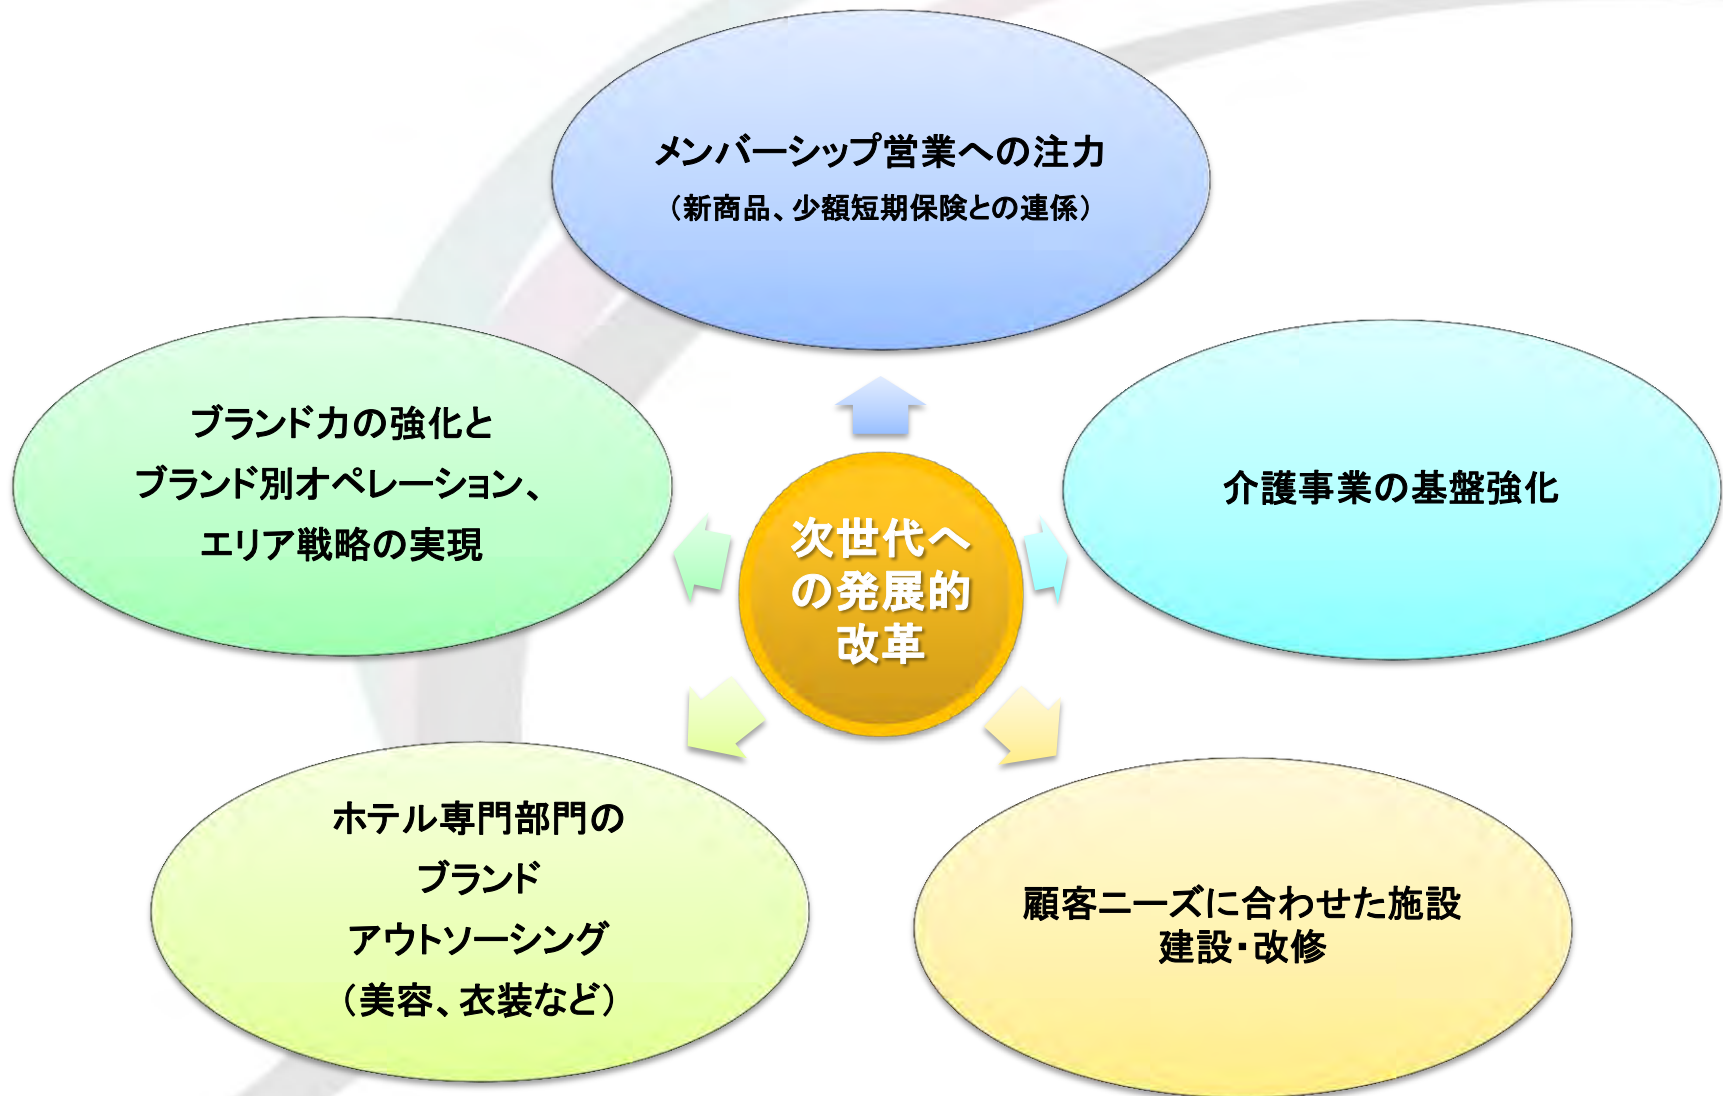 メンバーシップ営業への注力
（新商品、少額短期保険との連係）
ブランド力の強化と
ブランド別オペレーション、
エリア戦略の実現
介護事業の基盤強化
次世代へ
の発展的
改革
ホテル専門部門の
ブランド
アウトソーシング
（美容、衣装など）
顧客ニーズに合わせた施設
建設・改修